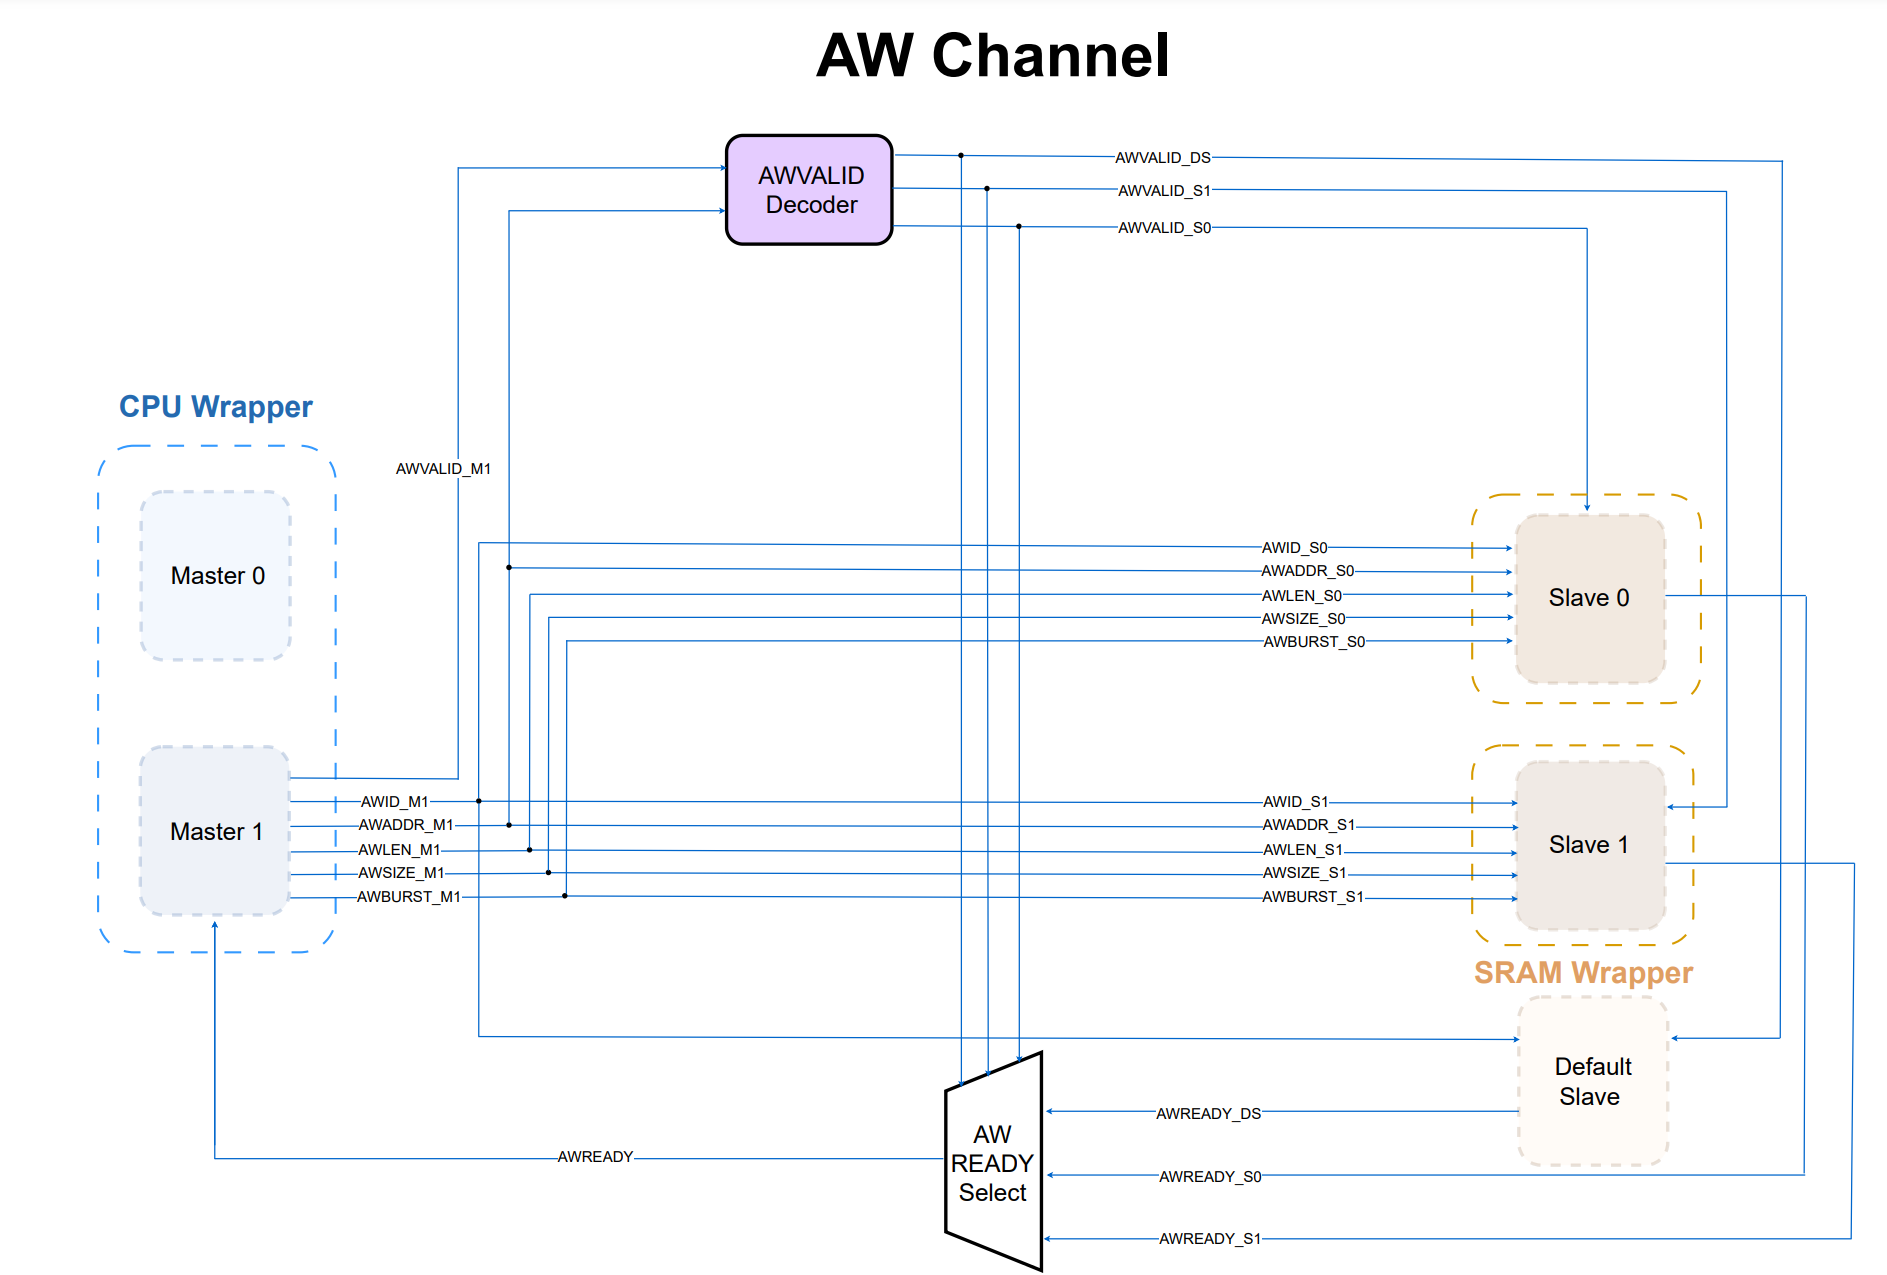 AW Channel
AWVALID
Decoder
AWVALID_DS
AWVALID_S1
AWVALID_S0
CPU Wrapper
AWVALID_M1
Master 0
AWID_S0
AWADDR_S0
AWLEN_S0
AWSIZE_S0
AWBURST_S0
Slave 0
Master 1
AWID_M1
AWADDR_M1
AWLEN_M1
AWSIZE_M1
AWBURST_M1
AWID_S1
AWADDR_S1
AWLEN_S1
AWSIZE_S1
AWBURST_S1
Slave 1
SRAM Wrapper
Default
Slave
AW
READY
Select
AWREADY_DS
AWREADY
AWREADY_S0
AWREADY_S1